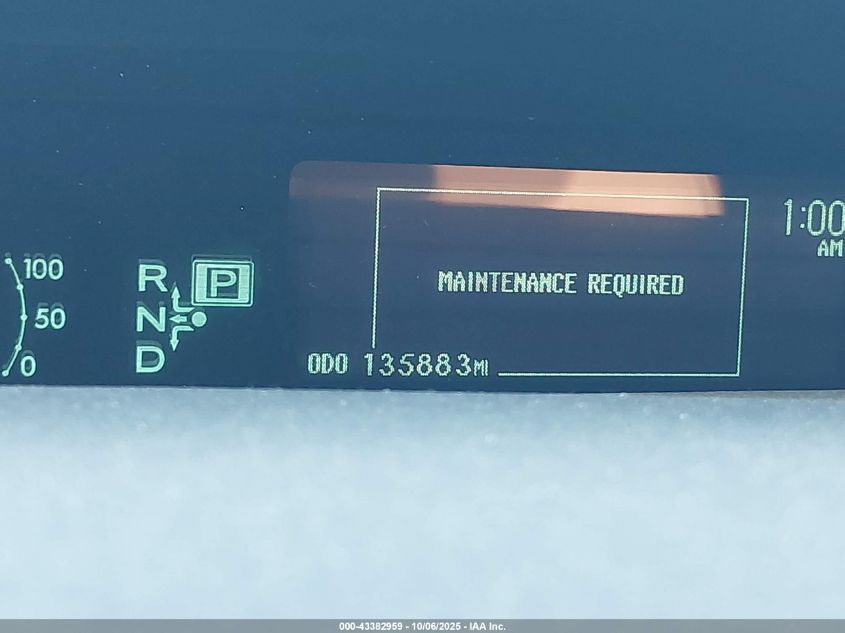 1:00
AM
100
50
0
R
P
N
D
MAINTENANCE REQUIRED
ODO 135883MI
000-43382959 - 10/06/2025 - IAA Inc.